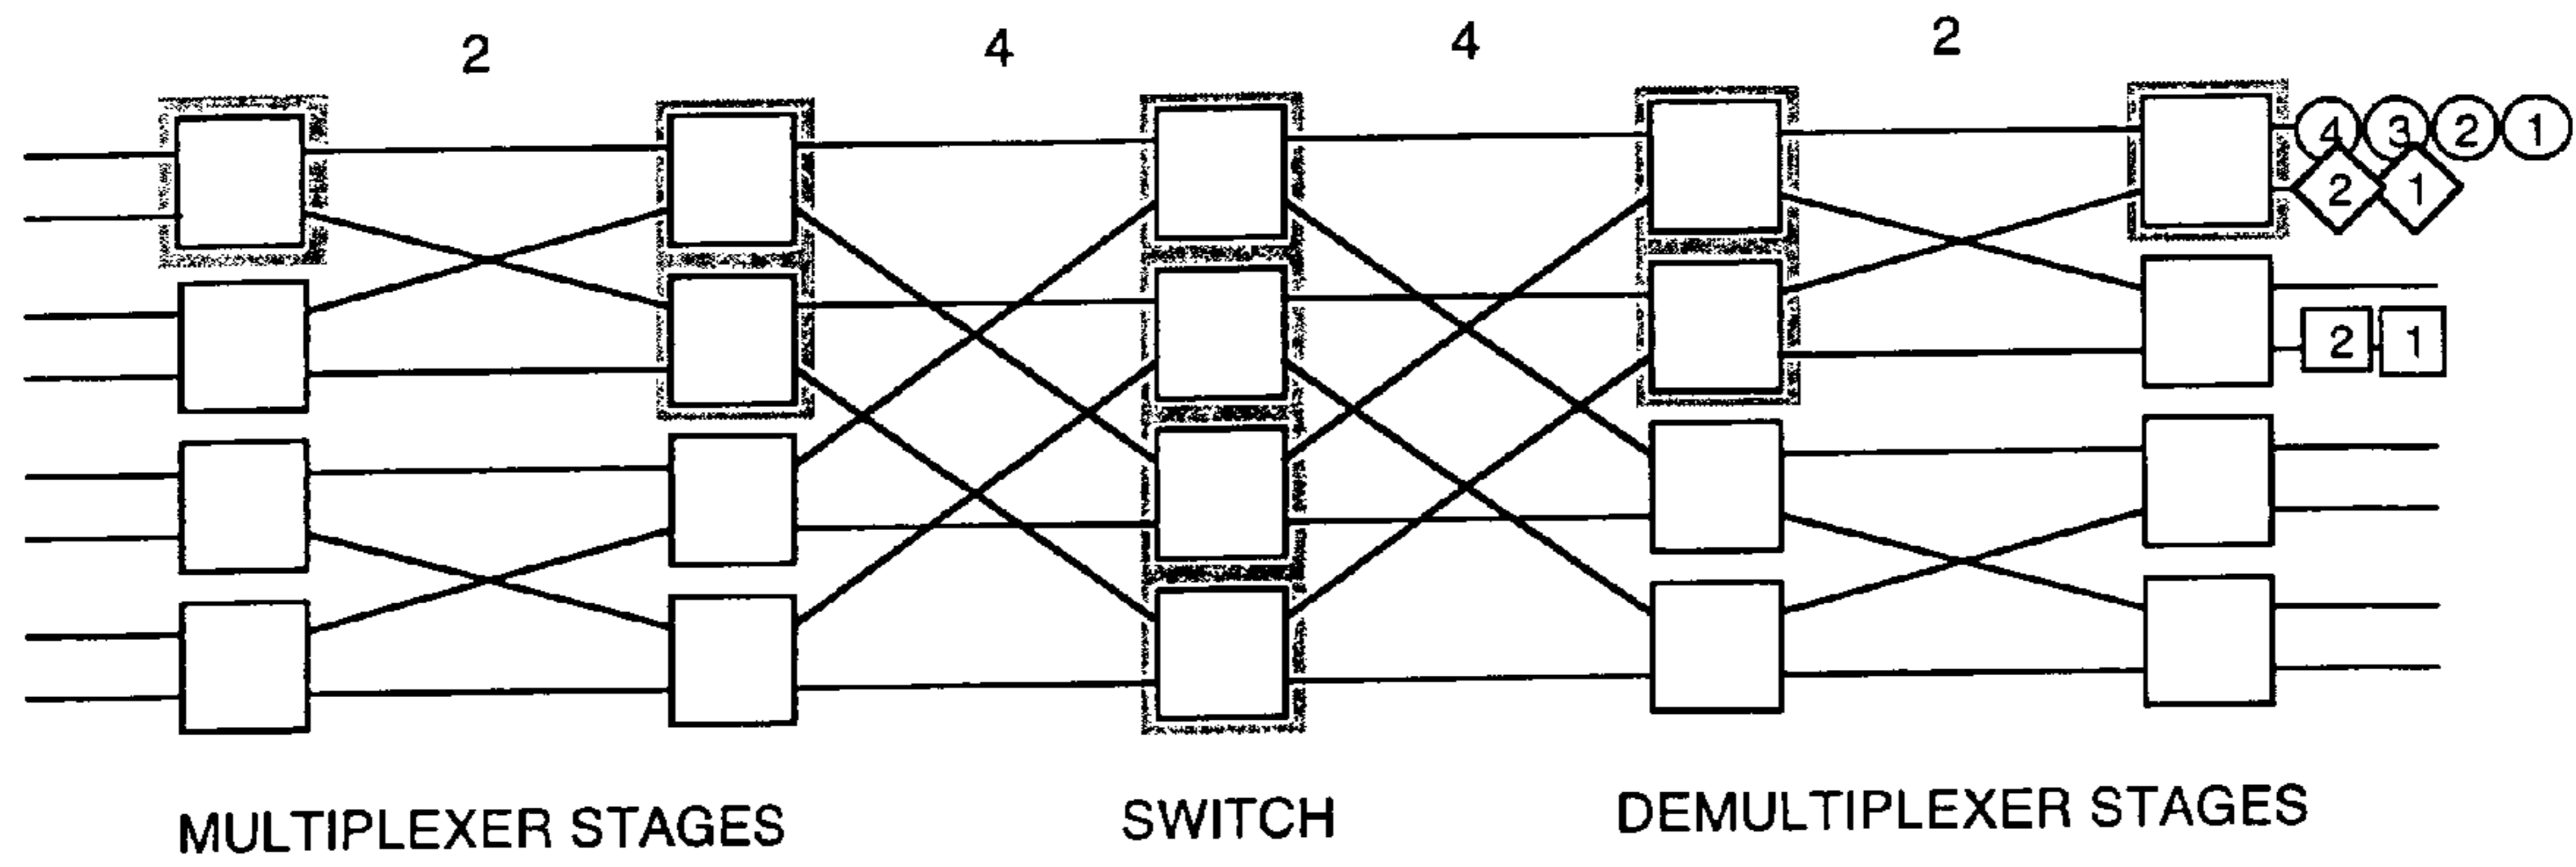 2 4 4 2
4 3 2 1
2 1
2 1
MULTIPLEXER STAGES SWITCH DEMULTIPLEXER STAGES